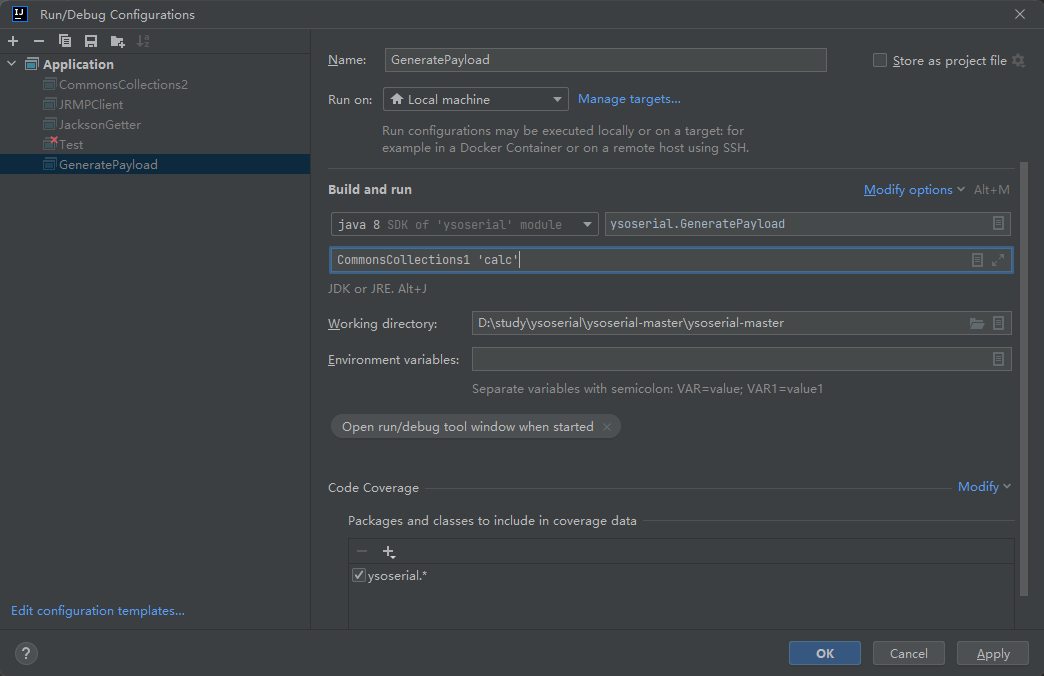 Run/Debug Configurations
Application
CommonsCollections2
JRMPClient
JacksonGetter
Test
GeneratePayload
Edit configuration templates...
Name: GeneratePayload Store as project file
Run on: Local machine Manage targets...
Run configurations may be executed locally or on a target: for
example in a Docker Container or on a remote host using SSH.
Build and run Modify options Alt+M
java 8 SDK of 'ysoserial' module ysoserial.GeneratePayload
CommonsCollections1 'calc'
JDK or JRE. Alt+J
Working directory: D:\study\ysoserial\ysoserial-master\ysoserial-master
Environment variables:
Separate variables with semicolon: VAR=value; VAR1=value1
Open run/debug tool window when started
Code Coverage Modify
Packages and classes to include in coverage data
ysoserial.*
? OK Cancel Apply